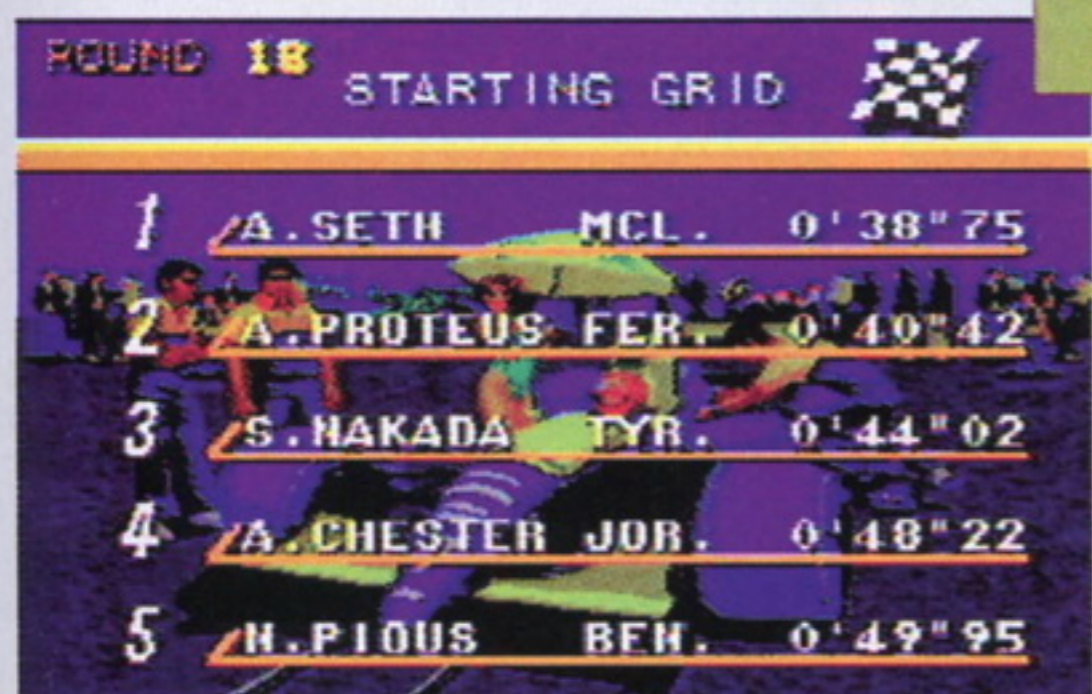 ROUND 18
STARTING GRID
1 A.SETH MCL. 0'38"75
2 A.PROTEUS FER. 0'40"42
3 S.NAKADA TYR. 0'44"02
4 A.CHESTER JOR. 0'48"22
5 N.PIOUS BEN. 0'49"95